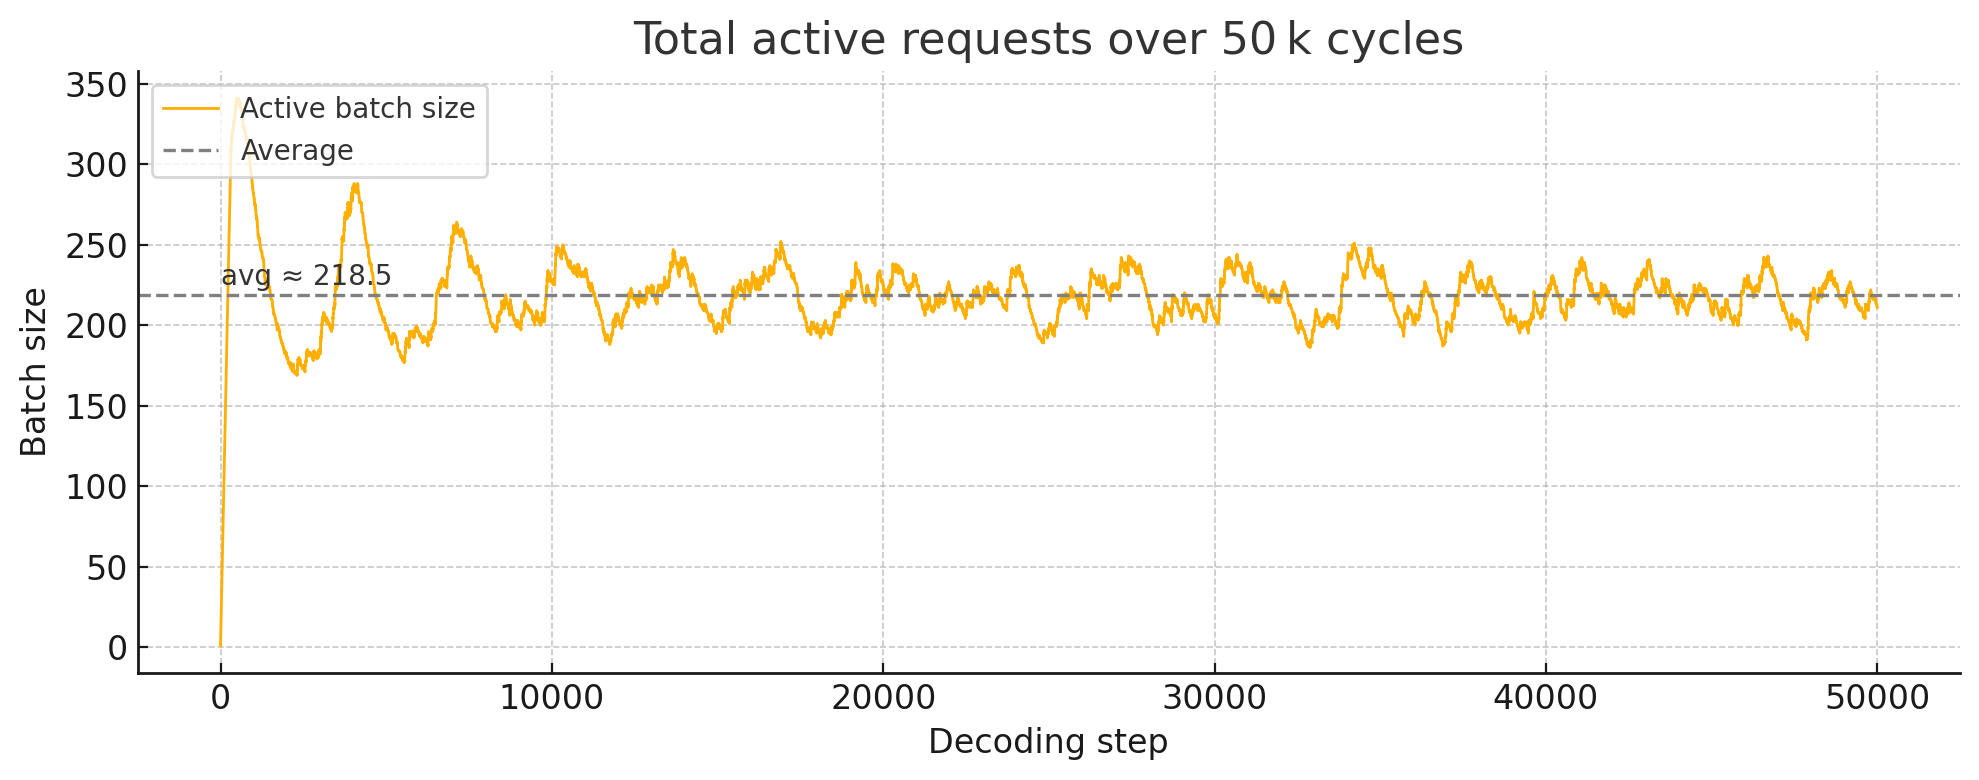 Total active requests over 50 k cycles
350
300
250
200
150
100
50
0
Batch size
Active batch size
Average
avg ≈ 218.5
0
10000
20000
30000
40000
50000
Decoding step